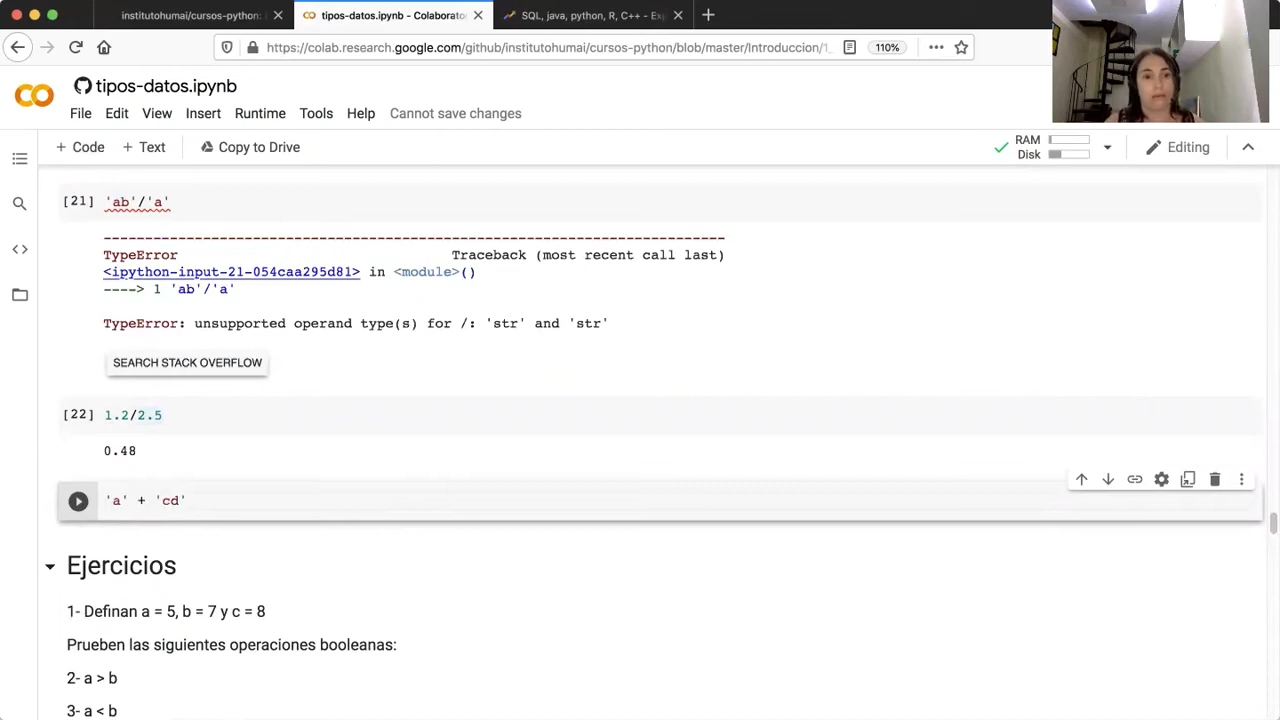 institutohumai/cursos-python:
tipos-datos.ipynb - Colaborato
SQL, java, python, R, C++ - Exp
https://colab.research.google.com/github/institutohumai/cursos-python/blob/master/Introduccion/1_
110%
tipos-datos.ipynb
File Edit View Insert Runtime Tools Help Cannot save changes
+ Code + Text Copy to Drive
RAM
Disk
Editing
[21] 'ab'/'a'
---------------------------------------------------------------------------
TypeError Traceback (most recent call last)
<ipython-input-21-054caa295d81> in <module>()
----> 1 'ab'/'a'
TypeError: unsupported operand type(s) for /: 'str' and 'str'
SEARCH STACK OVERFLOW
[22] 1.2/2.5
0.48
'a' + 'cd'
Ejercicios
1- Definan a = 5, b = 7 y c = 8
Prueben las siguientes operaciones booleanas:
2- a > b
3- a < b